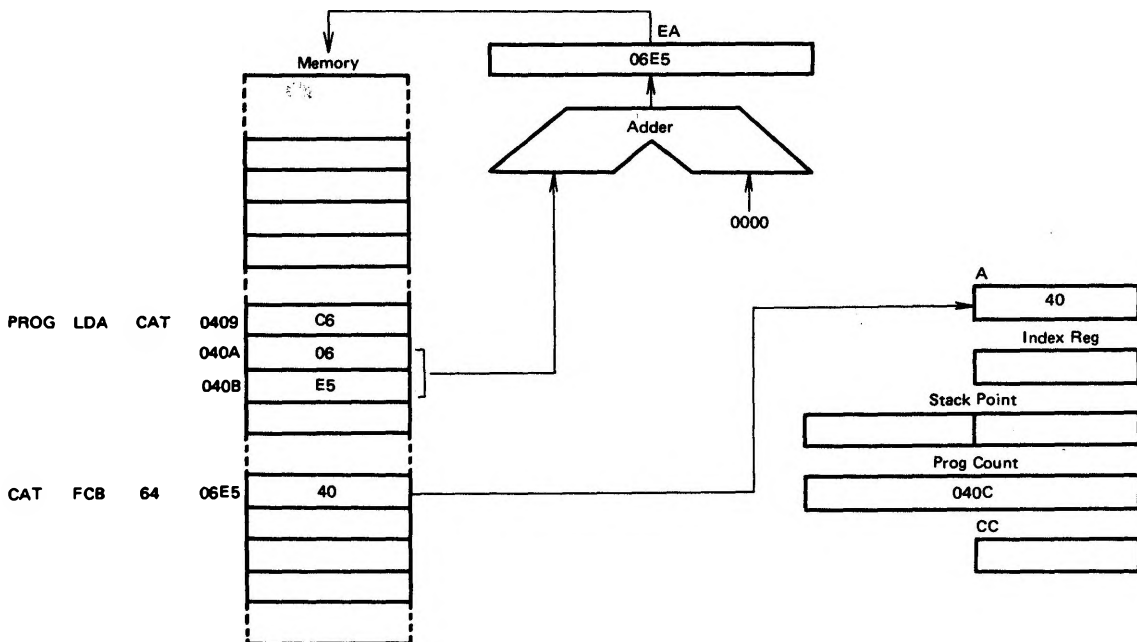 EA
06E5
Memory
Adder
0000
A
PROG LDA CAT 0409 C6
40
040A 06
Index Reg
040B E5
Stack Point
Prog Count
CAT FCB 64 06E5 40
040C
CC